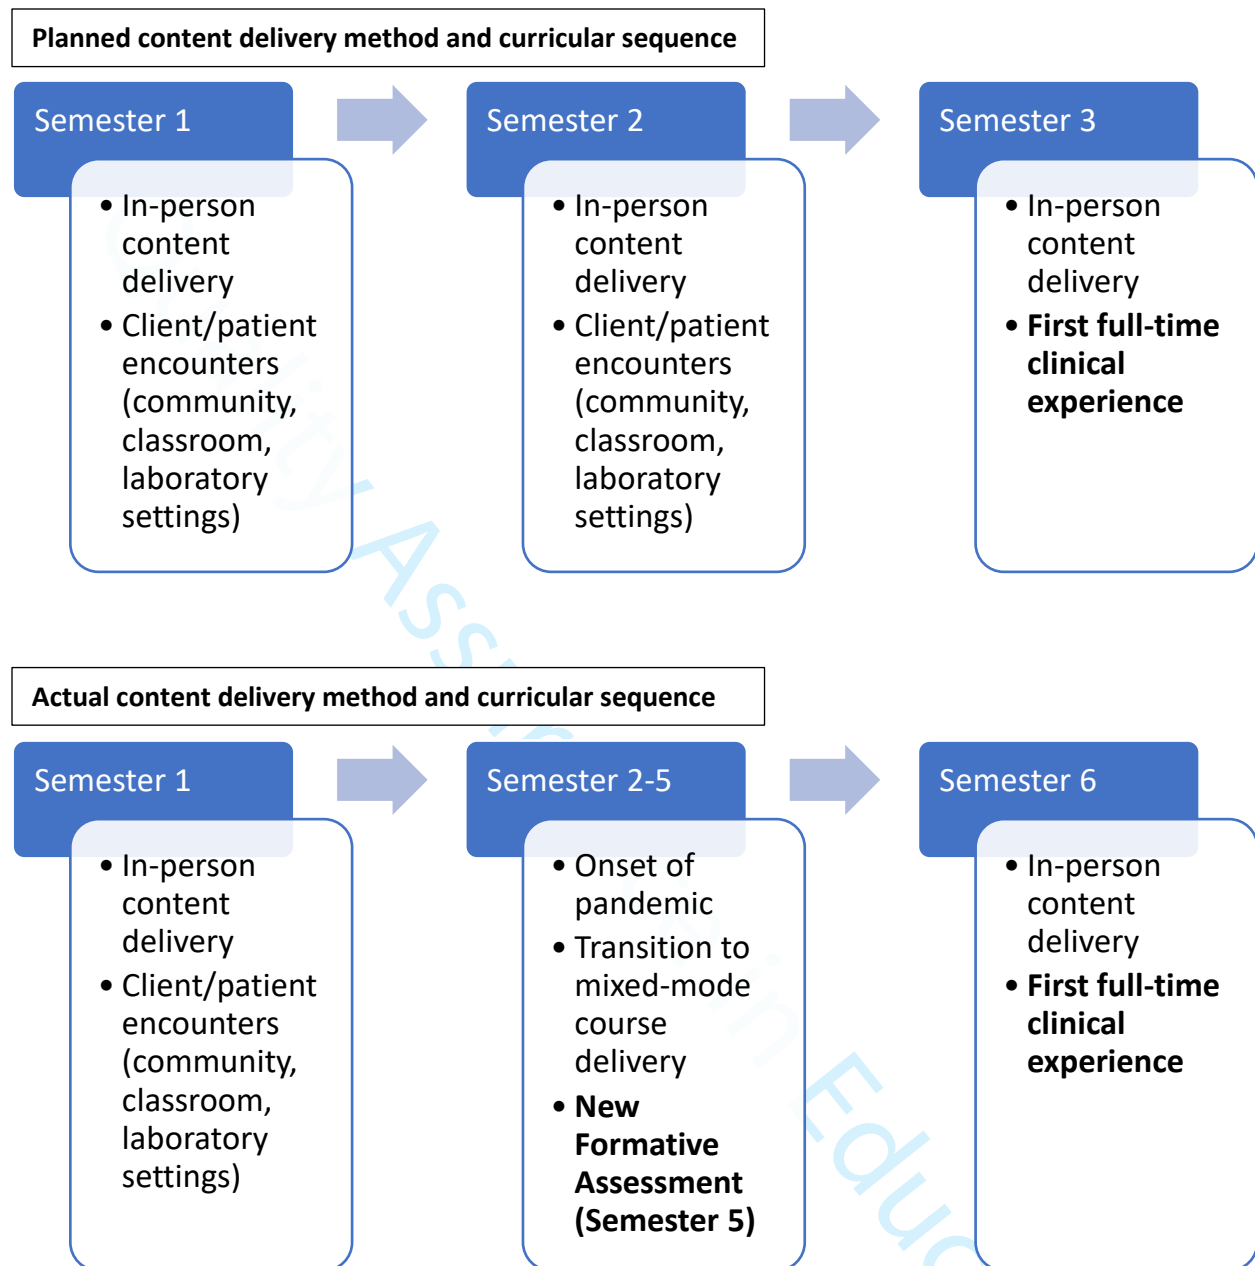 Planned content delivery method and curricular sequence
Semester 1
• In-person
content
delivery
• Client/patient
encounters
(community,
classroom,
laboratory
settings)
Semester 2
• In-person
content
delivery
• Client/patient
encounters
(community,
classroom,
laboratory
settings)
Semester 3
• In-person
content
delivery
• First full-time
clinical
experience
Actual content delivery method and curricular sequence
Semester 1
• In-person
content
delivery
• Client/patient
encounters
(community,
classroom,
laboratory
settings)
Semester 2-5
• Onset of
pandemic
• Transition to
mixed-mode
course
delivery
• New
Formative
Assessment
(Semester 5)
Semester 6
• In-person
content
delivery
• First full-time
clinical
experience